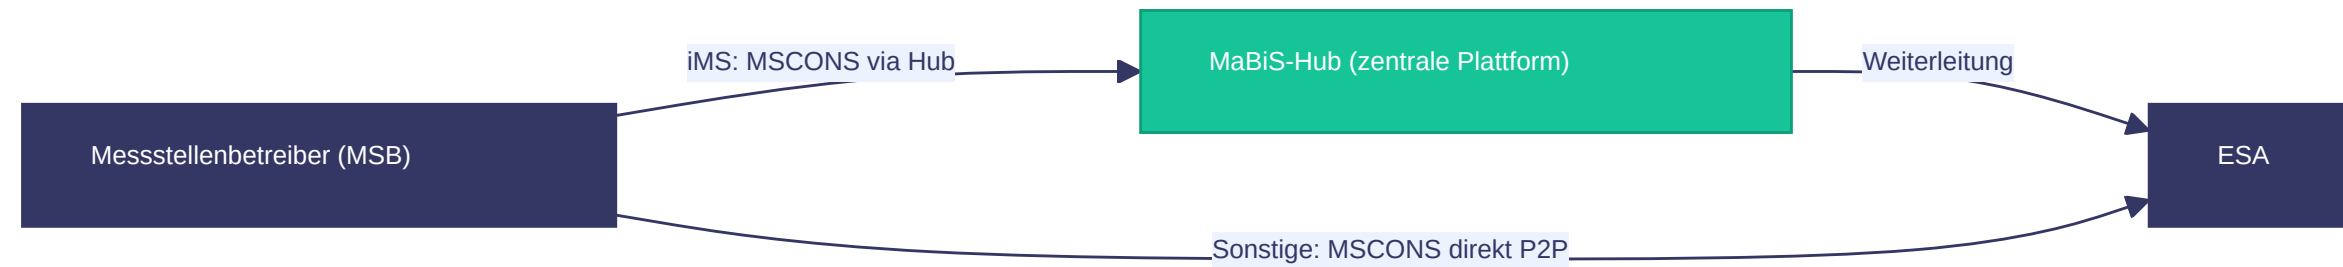 iMS: MSCONS via Hub
MaBiS-Hub (zentrale Plattform)
Weiterleitung
Messstellenbetreiber (MSB)
ESA
Sonstige: MSCONS direkt P2P